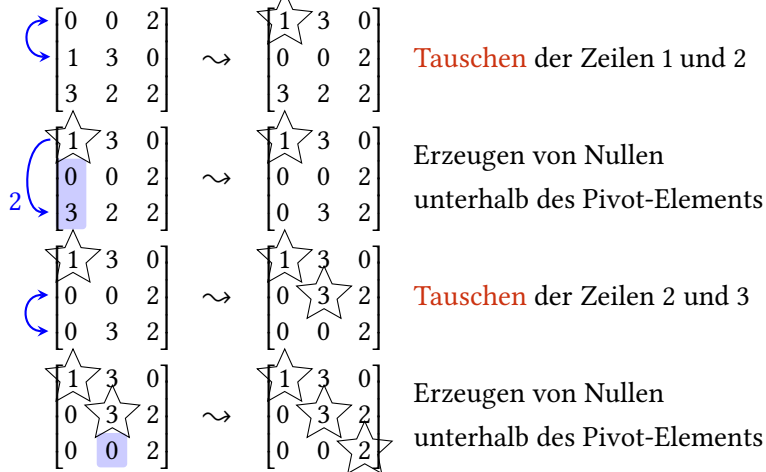 0 0 2 ⇝ 1 3 0
1 3 0 0 0 2 Tauschen der Zeilen 1 und 2
3 2 2 3 2 2
1 3 0 ⇝ 1 3 0 Erzeugen von Nullen
0 0 2 0 0 2 unterhalb des Pivot-Elements
2 3 2 2 0 3 2
1 3 0 ⇝ 1 3 0
0 0 2 0 3 2 Tauschen der Zeilen 2 und 3
0 3 2 0 0 2
1 3 0 ⇝ 1 3 0 Erzeugen von Nullen
0 3 2 0 3 2 unterhalb des Pivot-Elements
0 0 2 0 0 2